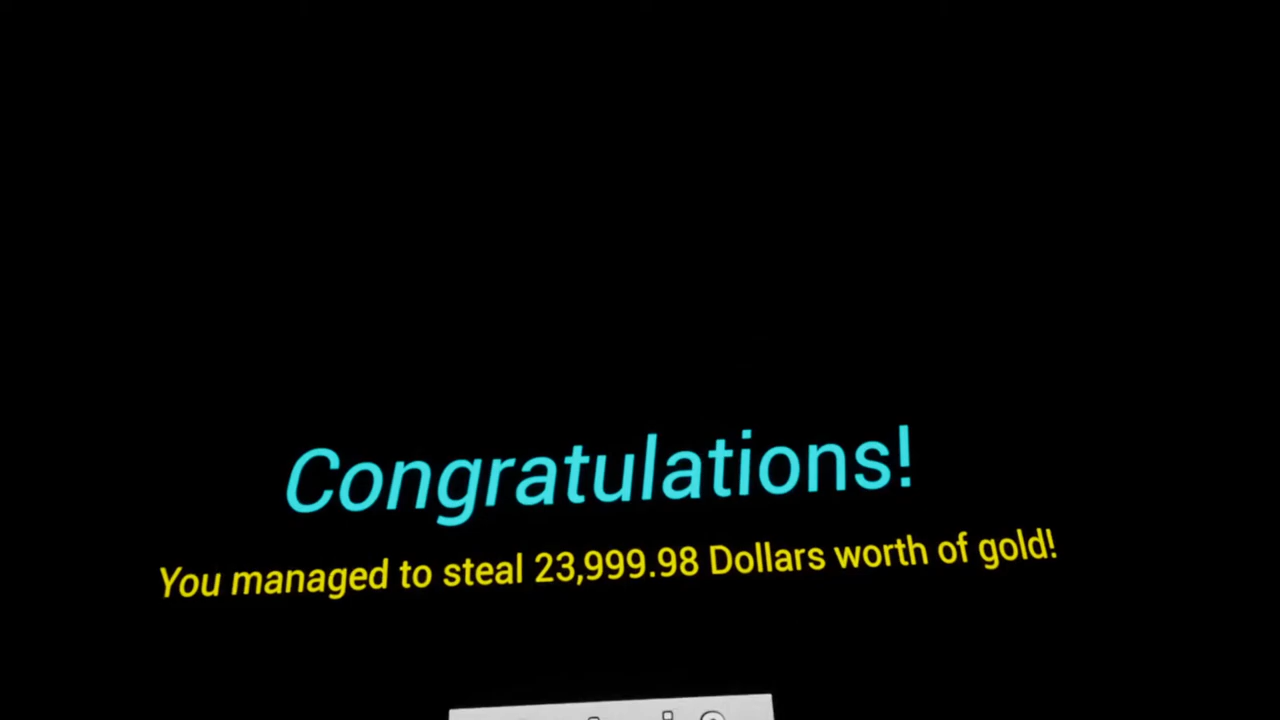 Congratulations!
You managed to steal 23,999.98 Dollars worth of gold!